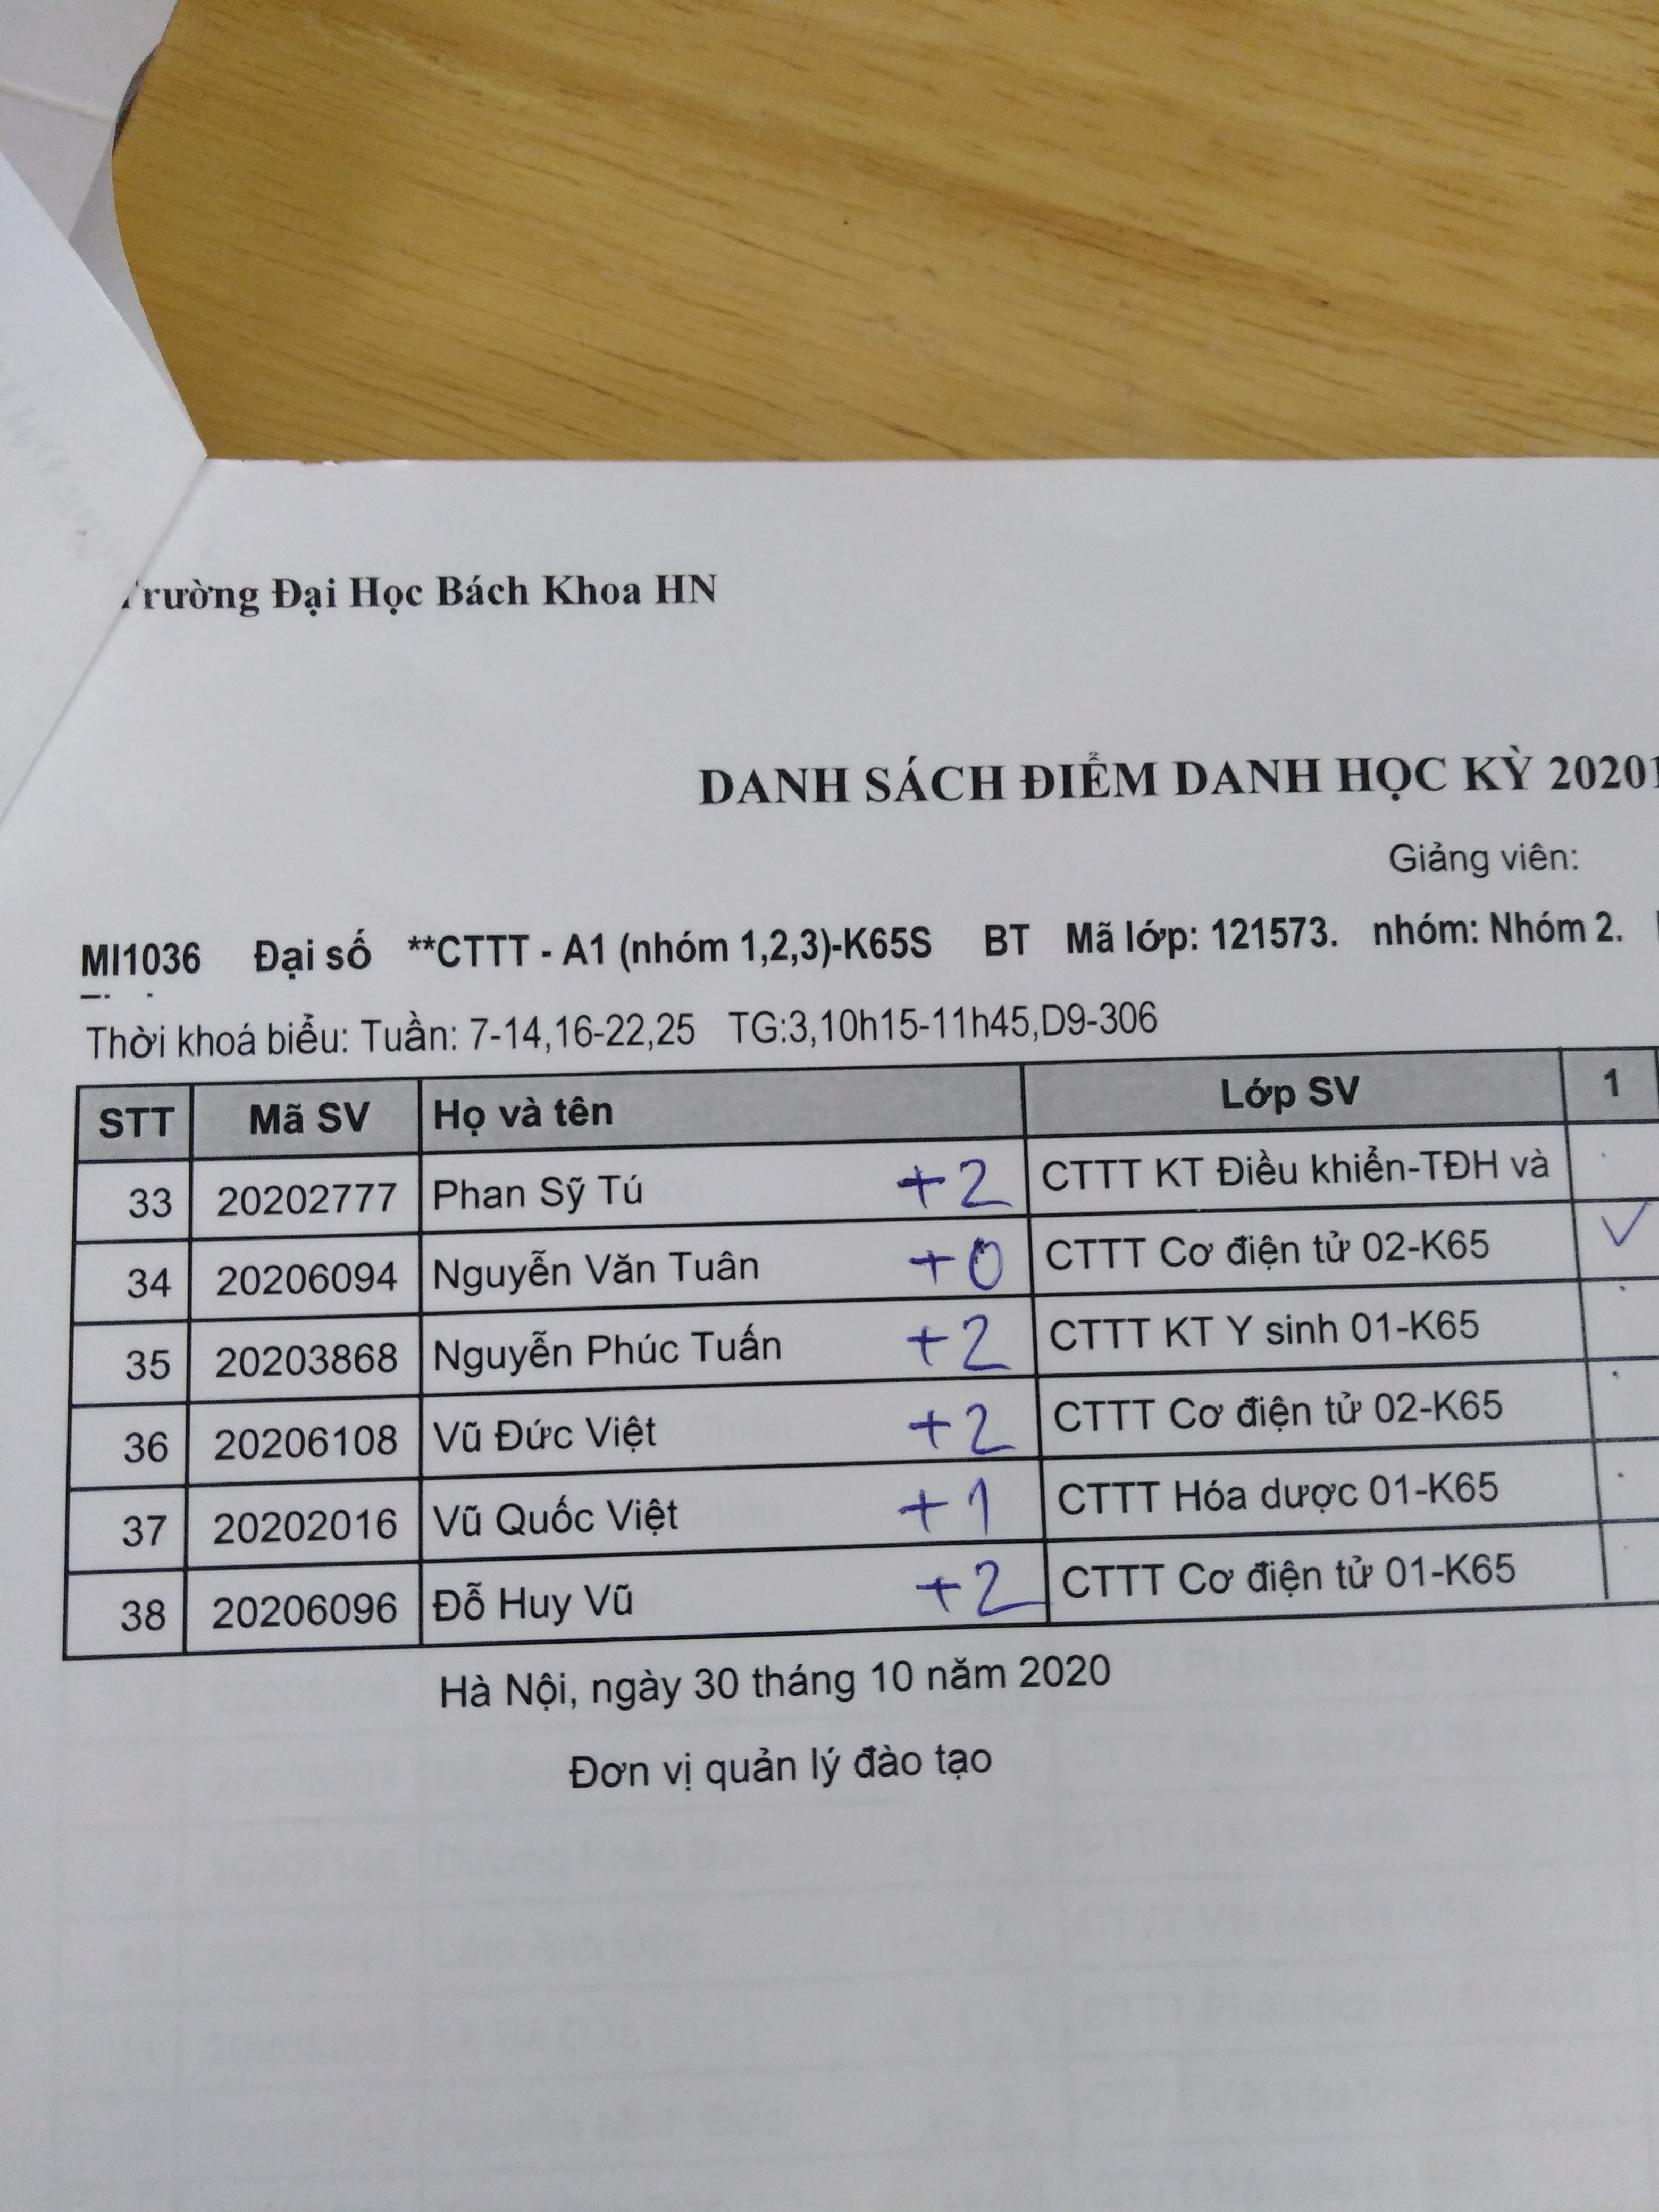 Trường Đại Học Bách Khoa HN
DANH SÁCH ĐIỂM DANH HỌC KỲ 20201
Giảng viên:
MI1036 Đại số **CTTT - A1 (nhóm 1,2,3)-K65S BT Mã lớp: 121573. nhóm: Nhóm 2.
Thời khoá biểu: Tuần: 7-14,16-22,25 TG:3,10h15-11h45,D9-306
STT Mã SV Họ và tên Lớp SV 1
33 20202777 Phan Sỹ Tú +2 CTTT KT Điều khiển-TĐH và
34 20206094 Nguyễn Văn Tuân +0 CTTT Cơ điện tử 02-K65 ✓
35 20203868 Nguyễn Phúc Tuấn +2 CTTT KT Y sinh 01-K65
36 20206108 Vũ Đức Việt +2 CTTT Cơ điện tử 02-K65
37 20202016 Vũ Quốc Việt +1 CTTT Hóa dược 01-K65
38 20206096 Đỗ Huy Vũ +2 CTTT Cơ điện tử 01-K65
Hà Nội, ngày 30 tháng 10 năm 2020
Đơn vị quản lý đào tạo